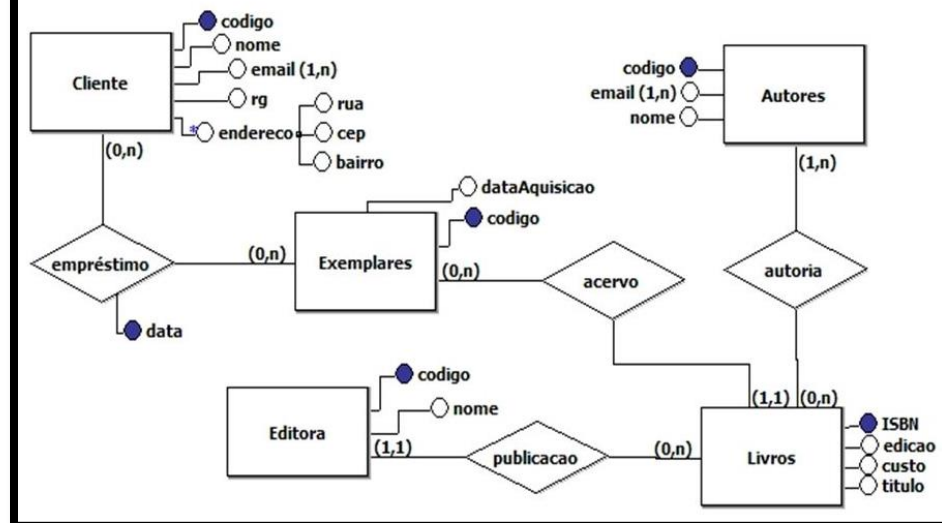 codigo
nome
email (1,n)
rg
endereco
rua
cep
bairro
Cliente
(0,n)
codigo
email (1,n)
nome
Autores
(1,n)
dataAquisicao
codigo
empréstimo
(0,n)
Exemplares
(0,n)
acervo
autoria
data
codigo
nome
Editora
(1,1)
publicacao
(0,n)
(1,1)
(0,n)
Livros
ISBN
edicao
custo
titulo